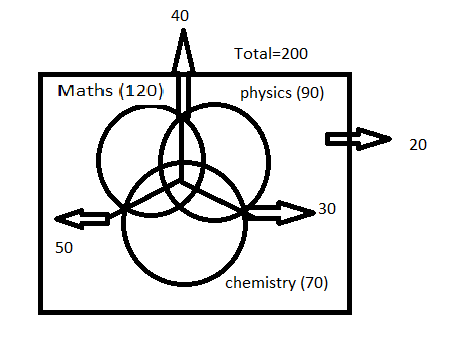 40
Total=200
Maths (120)
physics (90)
20
30
50
chemistry (70)